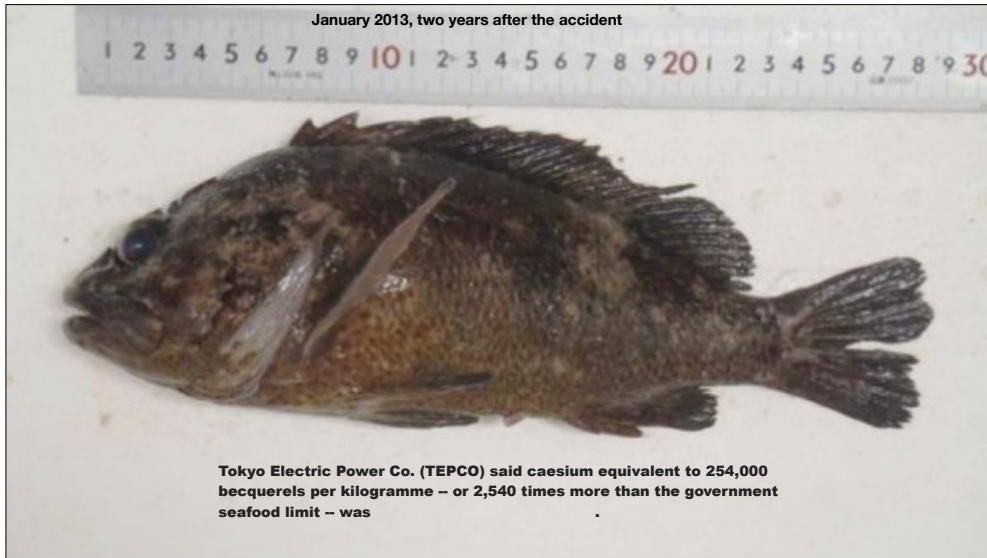 January 2013, two years after the accident
1 2 3 4 5 6 7 8 9 10 1 2 3 4 5 6 7 8 9 20 1 2 3 4 5 6 7 8 9 30
Tokyo Electric Power Co. (TEPCO) said caesium equivalent to 254,000
becquerels per kilogramme -- or 2,540 times more than the government
seafood limit -- was .